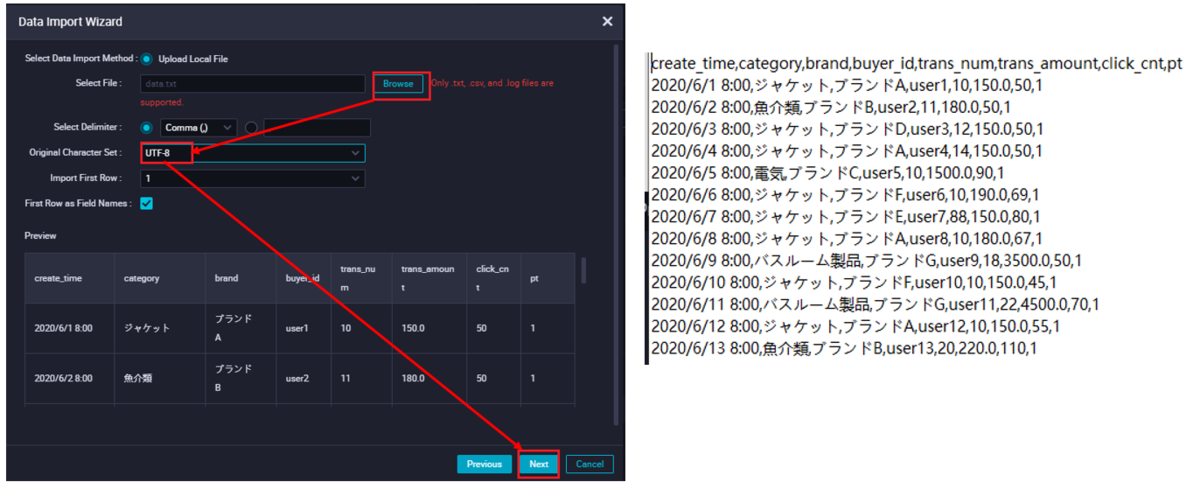 Data Import Wizard
Select Data Import Method : Upload Local File
Select File : data.txt Browse Only .txt, .csv, and .log files are
supported.
Select Delimiter : Comma (,)
Original Character Set : UTF-8
Import First Row : 1
First Row as Field Names :
Preview
create_time category brand buyer_id trans_nu
m trans_amoun
t click_cn
t pt
2020/6/1 8:00 ジャケット ブランド
A user1 10 150.0 50 1
2020/6/2 8:00 魚介類 ブランド
B user2 11 180.0 50 1
Previous Next Cancel
create_time,category,brand,buyer_id,trans_num,trans_amount,click_cnt,pt
2020/6/1 8:00,ジャケット,ブランドA,user1,10,150.0,50,1
2020/6/2 8:00,魚介類,ブランドB,user2,11,180.0,50,1
2020/6/3 8:00,ジャケット,ブランドD,user3,12,150.0,50,1
2020/6/4 8:00,ジャケット,ブランドA,user4,14,150.0,50,1
2020/6/5 8:00,電気,ブランドC,user5,10,1500.0,90,1
2020/6/6 8:00,ジャケット,ブランドF,user6,10,190.0,69,1
2020/6/7 8:00,ジャケット,ブランドE,user7,88,150.0,80,1
2020/6/8 8:00,ジャケット,ブランドA,user8,10,180.0,67,1
2020/6/9 8:00,バスルーム製品,ブランドG,user9,18,3500.0,50,1
2020/6/10 8:00,ジャケット,ブランドF,user10,10,150.0,45,1
2020/6/11 8:00,バスルーム製品,ブランドG,user11,22,4500.0,70,1
2020/6/12 8:00,ジャケット,ブランドA,user12,10,150.0,55,1
2020/6/13 8:00,魚介類,ブランドB,user13,20,220.0,110,1